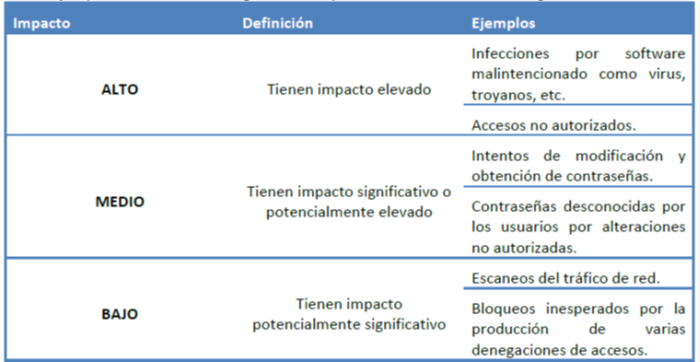 Impacto Definición Ejemplos
Infecciones por software
malintencionado como virus,
troyanos, etc.
ALTO Tienen impacto elevado
Accesos no autorizados.
Intentos de modificación y
obtención de contraseñas.
MEDIO Tienen impacto significativo o
potencialmente elevado
Contraseñas desconocidas por
los usuarios por alteraciones
no autorizadas.
Escaneos del tráfico de red.
BAJO Tienen impacto
potencialmente significativo
Bloqueos inesperados por la
producción de varias
denegaciones de accesos.